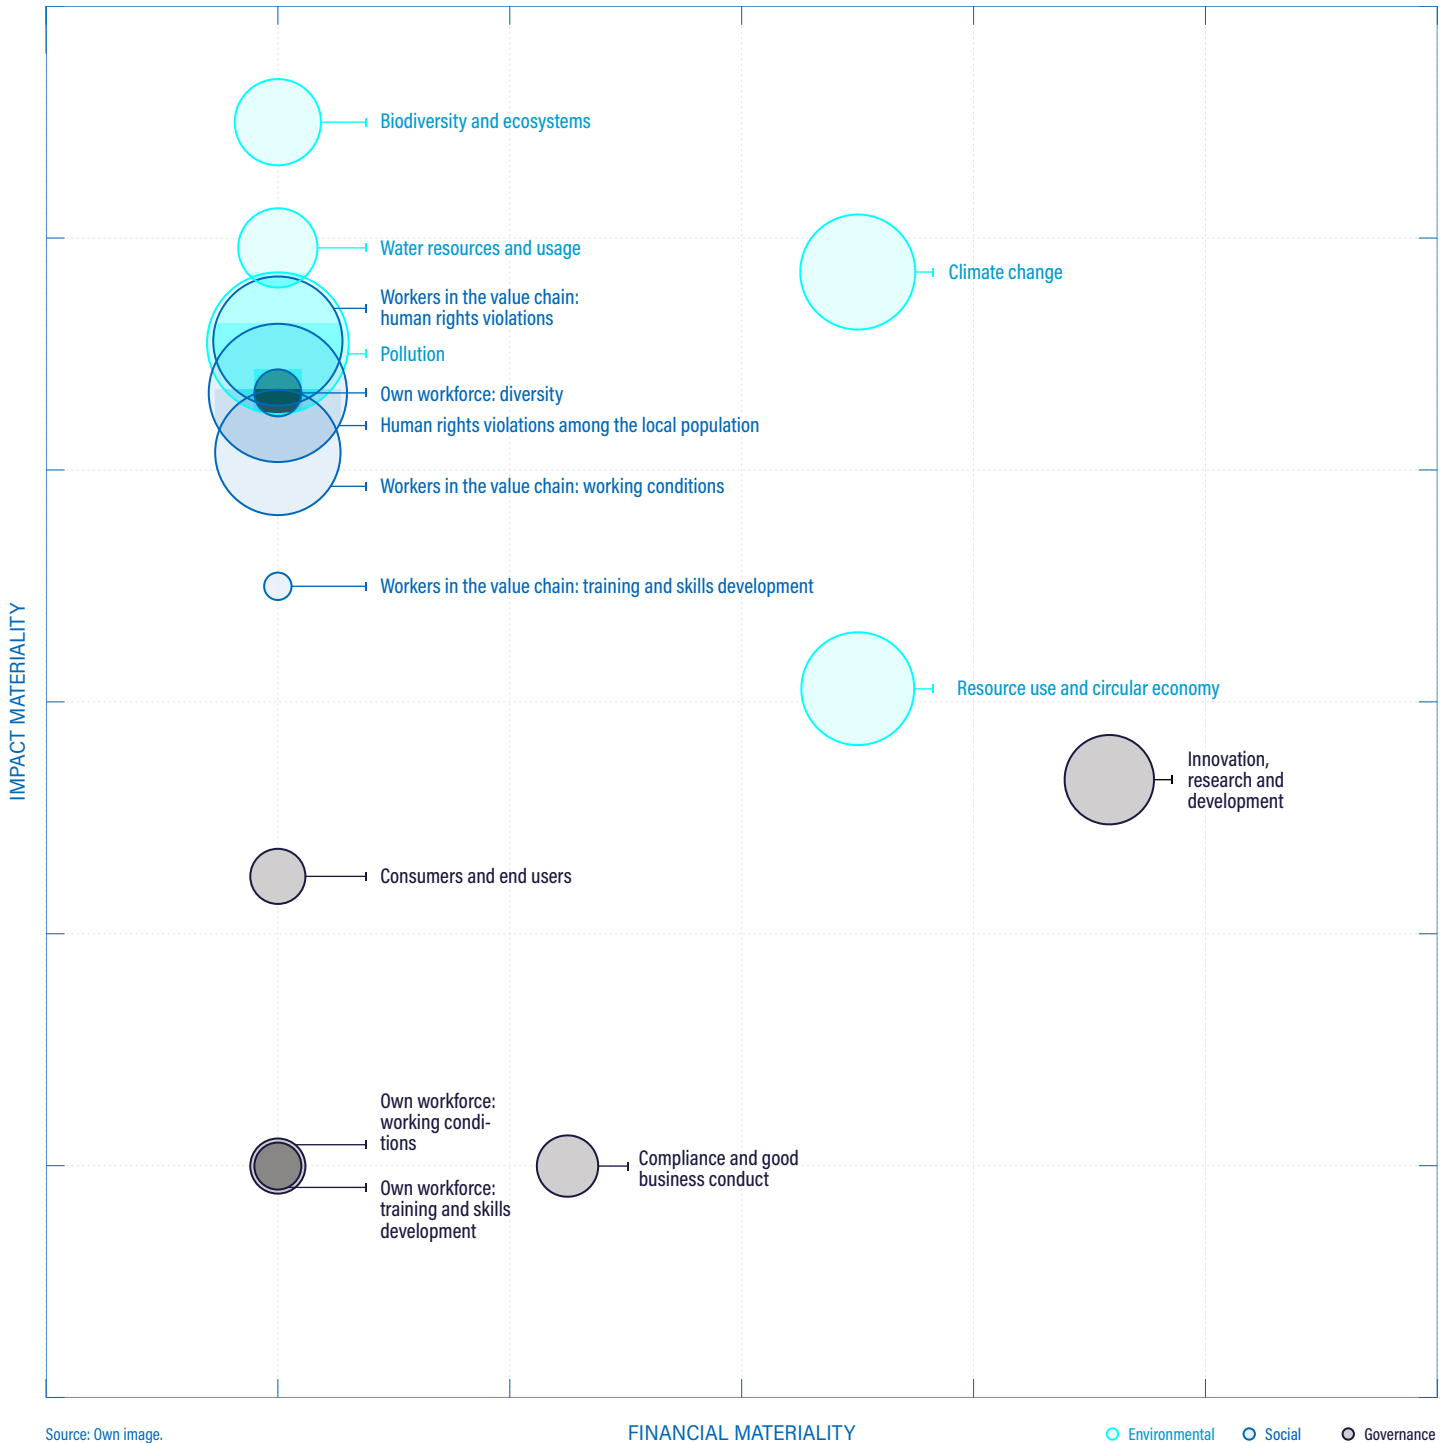 Biodiversity and ecosystems
Water resources and usage
Climate change
Workers in the value chain:
human rights violations
Pollution
Own workforce: diversity
Human rights violations among the local population
Workers in the value chain: working conditions
Workers in the value chain: training and skills development
Resource use and circular economy
Innovation,
research and
development
Consumers and end users
Own workforce:
working condi-
tions
Compliance and good
business conduct
Own workforce:
training and skills
development
IMPACT MATERIALITY
FINANCIAL MATERIALITY
Source: Own image.
Environmental
Social
Governance